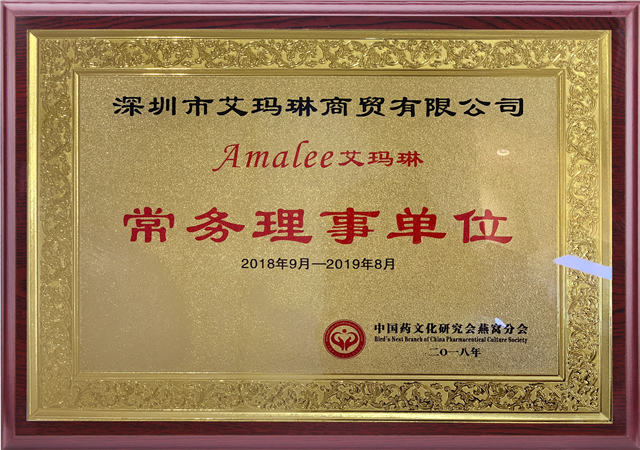 深圳市艾玛琳商贸有限公司
Amalee艾玛琳
常务理事单位
2018年9月—2019年8月
中国药文化研究会燕窝分会
Bird's Nest Branch of China Pharmaceutical Culture Society
二〇一八年